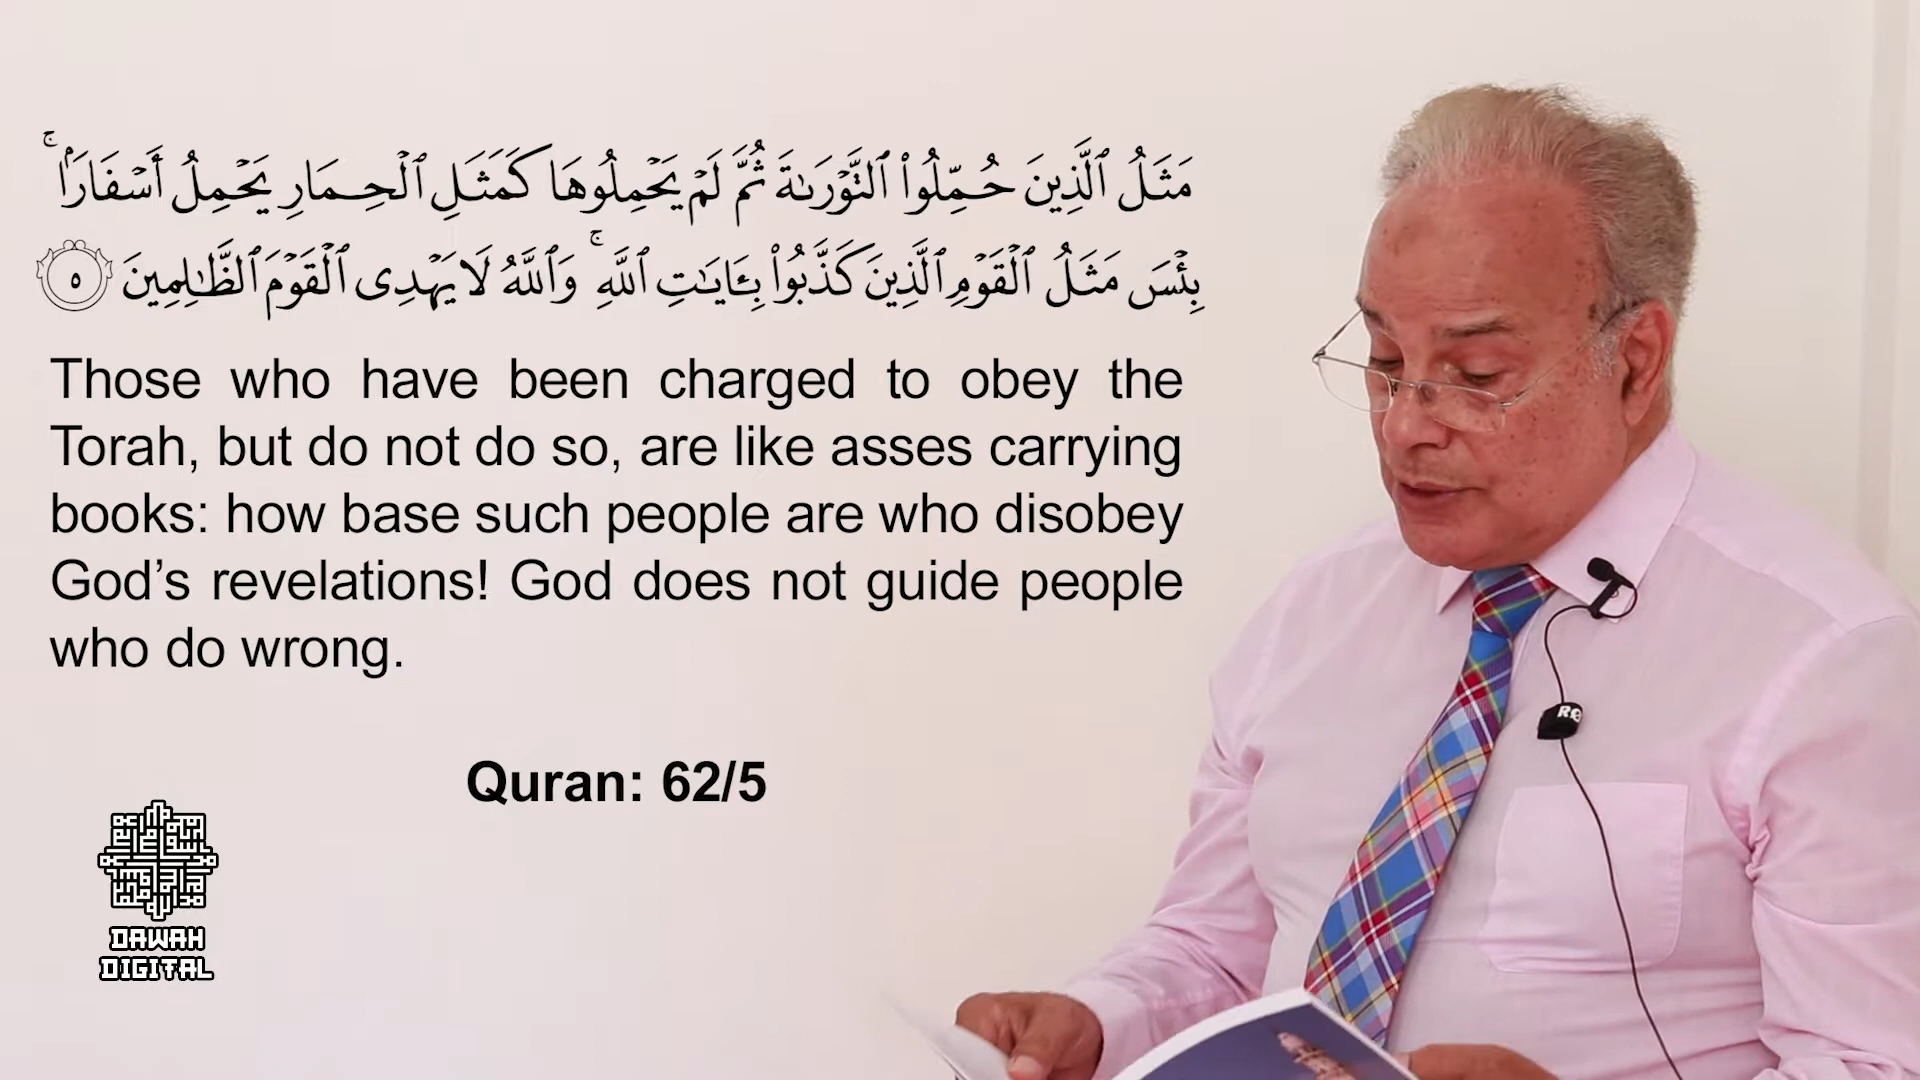 مَثَلُ ٱلَّذِينَ حُمِّلُوا۟ ٱلتَّوْرَىٰةَ ثُمَّ لَمْ يَحْمِلُوهَا كَمَثَلِ ٱلْحِمَارِ يَحْمِلُ أَسْفَارًۢا ۚ
بِئْسَ مَثَلُ ٱلْقَوْمِ ٱلَّذِينَ كَذَّبُوا۟ بِـَٔايَـٰتِ ٱللَّهِ ۚ وَٱللَّهُ لَا يَهْدِى ٱلْقَوْمَ ٱلظَّـٰلِمِينَ ٥
Those who have been charged to obey the
Torah, but do not do so, are like asses carrying
books: how base such people are who disobey
God’s revelations! God does not guide people
who do wrong.
Quran: 62/5
DAWAH
DIGITAL